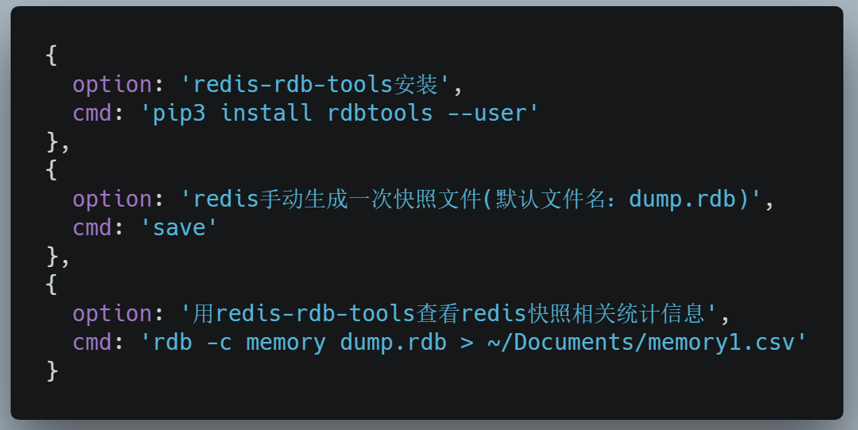 {
  option: 'redis-rdb-tools安装',
  cmd: 'pip3 install rdbtools --user'
},
{
  option: 'redis手动生成一次快照文件(默认文件名：dump.rdb)',
  cmd: 'save'
},
{
  option: '用redis-rdb-tools查看redis快照相关统计信息',
  cmd: 'rdb -c memory dump.rdb > ~/Documents/memory1.csv'
}